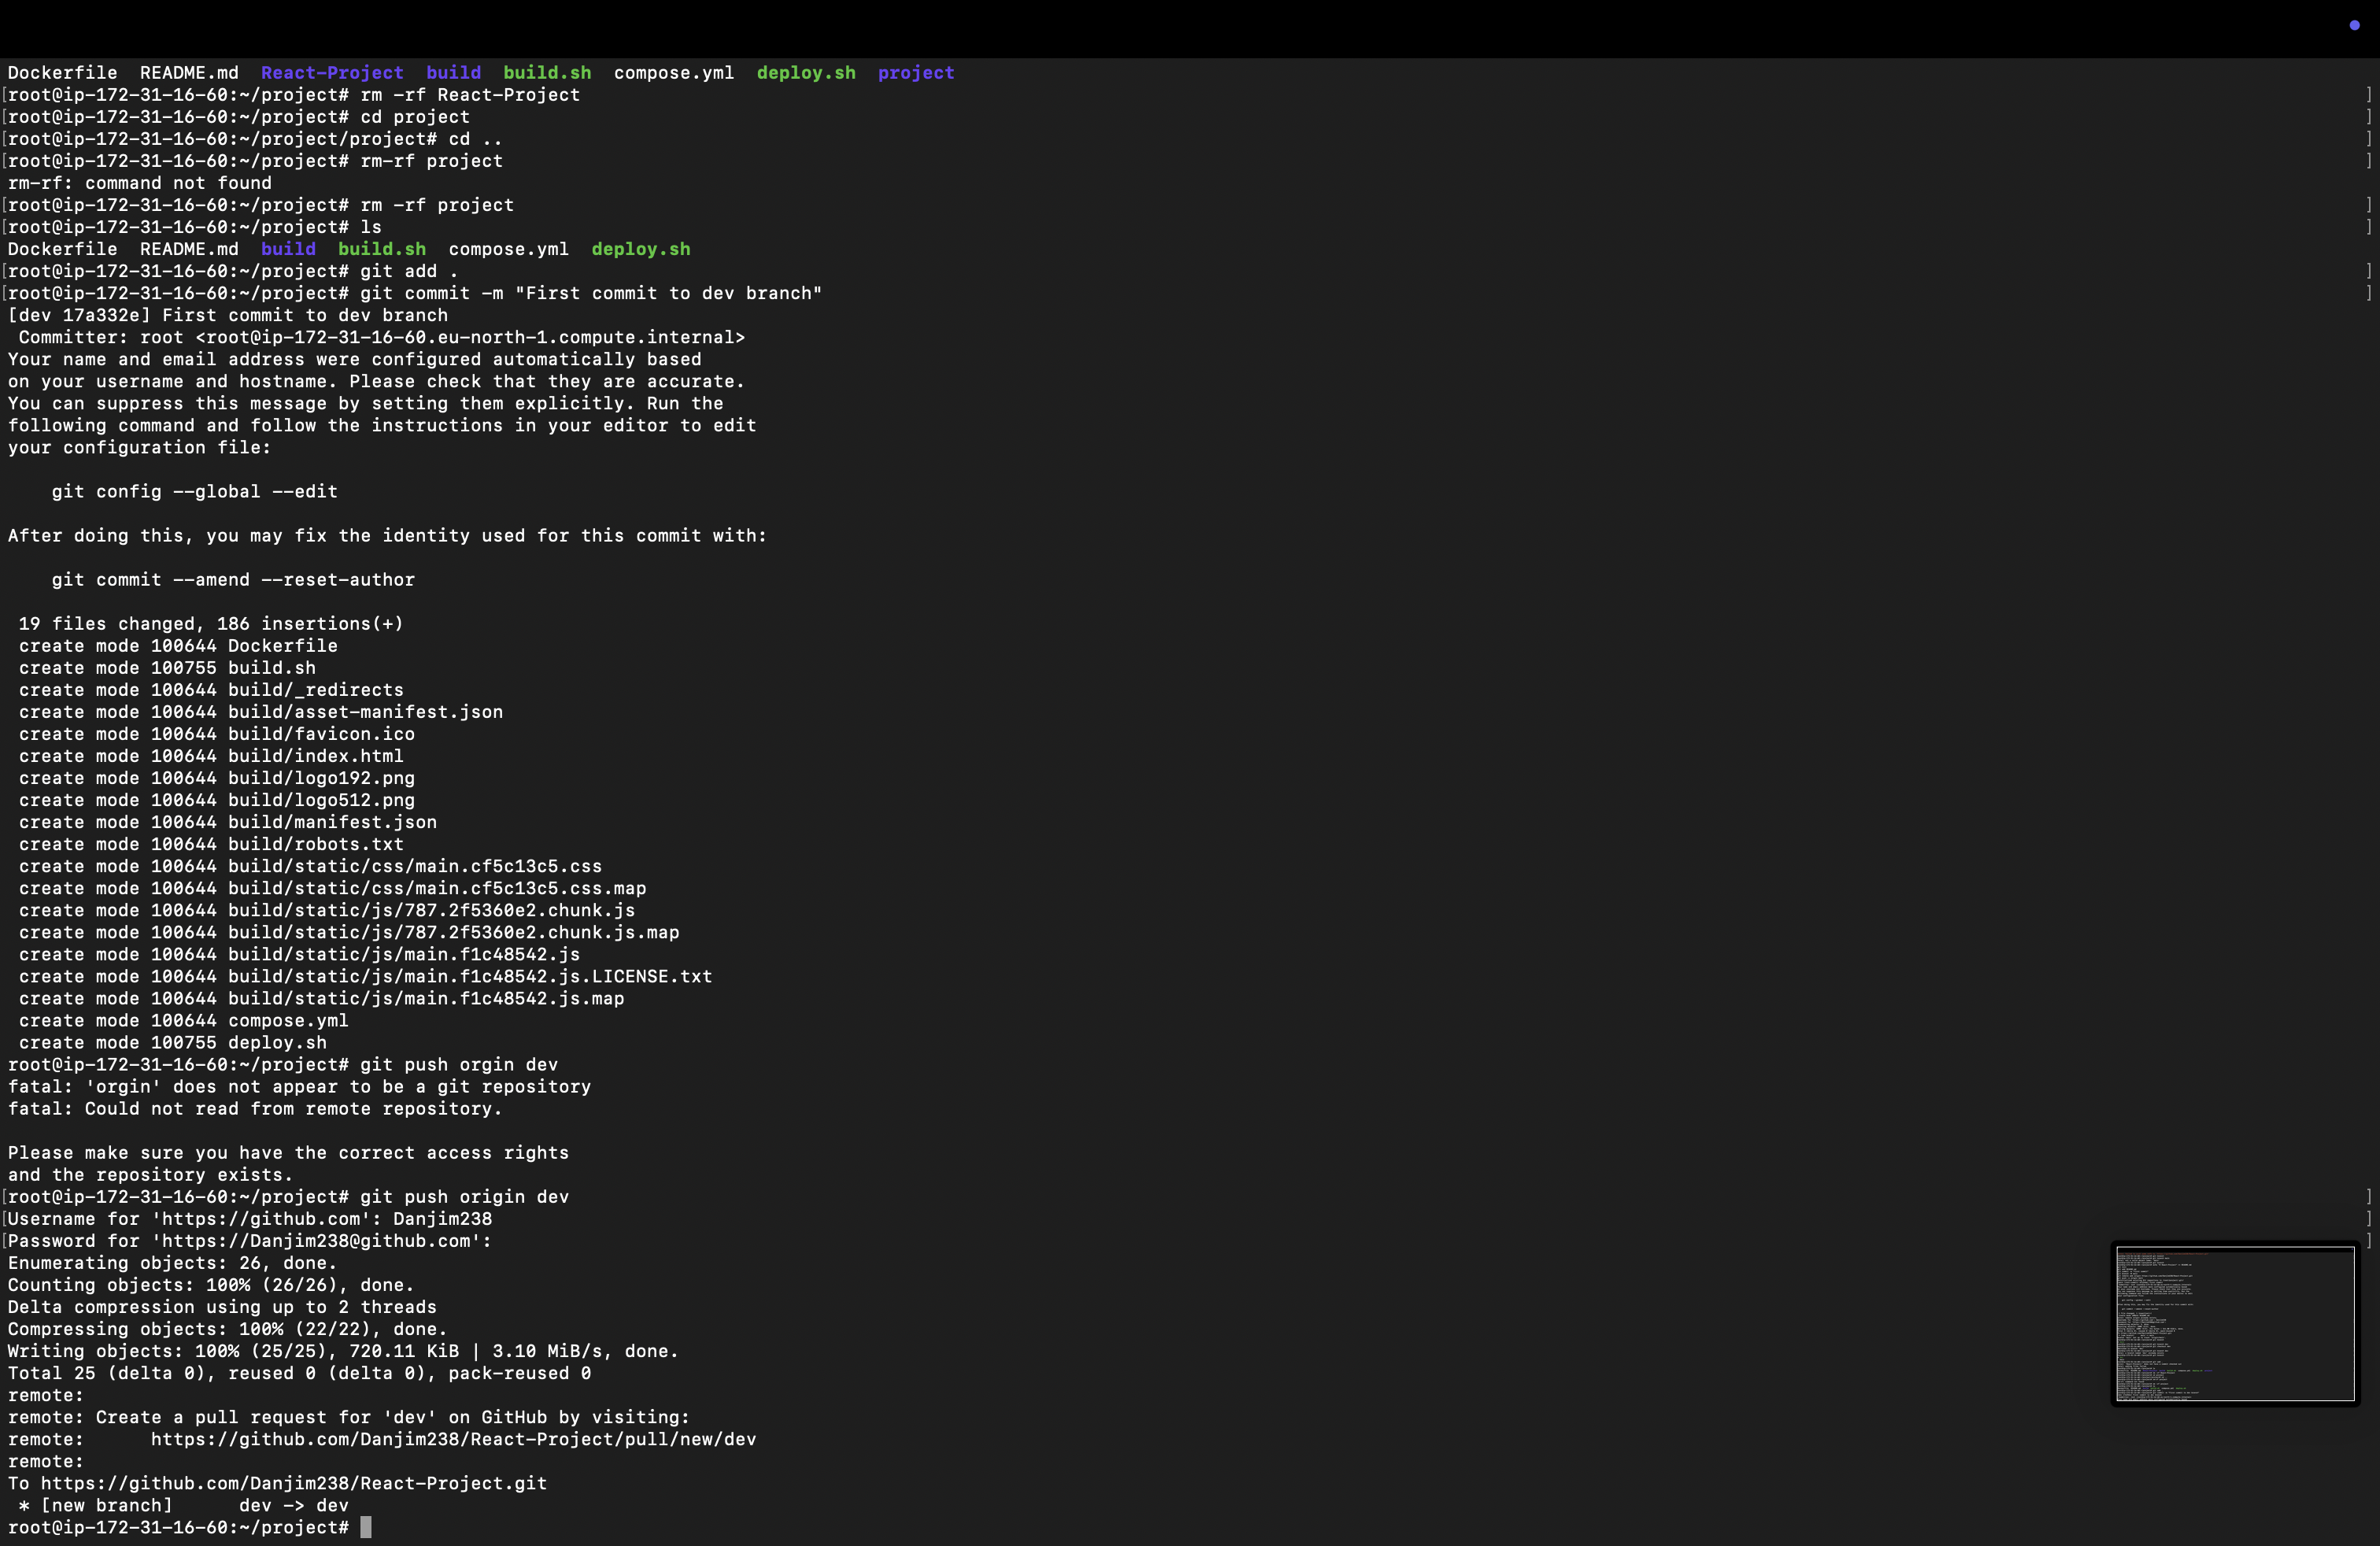 Dockerfile  README.md  React-Project  build  build.sh  compose.yml  deploy.sh  project
[root@ip-172-31-16-60:~/project# rm -rf React-Project ]
[root@ip-172-31-16-60:~/project# cd project ]
[root@ip-172-31-16-60:~/project/project# cd .. ]
[root@ip-172-31-16-60:~/project# rm-rf project ]
rm-rf: command not found
[root@ip-172-31-16-60:~/project# rm -rf project ]
[root@ip-172-31-16-60:~/project# ls ]
Dockerfile  README.md  build  build.sh  compose.yml  deploy.sh
[root@ip-172-31-16-60:~/project# git add . ]
[root@ip-172-31-16-60:~/project# git commit -m "First commit to dev branch" ]
[dev 17a332e] First commit to dev branch
 Committer: root <root@ip-172-31-16-60.eu-north-1.compute.internal>
Your name and email address were configured automatically based
on your username and hostname. Please check that they are accurate.
You can suppress this message by setting them explicitly. Run the
following command and follow the instructions in your editor to edit
your configuration file:
    git config --global --edit
After doing this, you may fix the identity used for this commit with:
    git commit --amend --reset-author
 19 files changed, 186 insertions(+)
 create mode 100644 Dockerfile
 create mode 100755 build.sh
 create mode 100644 build/_redirects
 create mode 100644 build/asset-manifest.json
 create mode 100644 build/favicon.ico
 create mode 100644 build/index.html
 create mode 100644 build/logo192.png
 create mode 100644 build/logo512.png
 create mode 100644 build/manifest.json
 create mode 100644 build/robots.txt
 create mode 100644 build/static/css/main.cf5c13c5.css
 create mode 100644 build/static/css/main.cf5c13c5.css.map
 create mode 100644 build/static/js/787.2f5360e2.chunk.js
 create mode 100644 build/static/js/787.2f5360e2.chunk.js.map
 create mode 100644 build/static/js/main.f1c48542.js
 create mode 100644 build/static/js/main.f1c48542.js.LICENSE.txt
 create mode 100644 build/static/js/main.f1c48542.js.map
 create mode 100644 compose.yml
 create mode 100755 deploy.sh
root@ip-172-31-16-60:~/project# git push orgin dev
fatal: 'orgin' does not appear to be a git repository
fatal: Could not read from remote repository.
Please make sure you have the correct access rights
and the repository exists.
[root@ip-172-31-16-60:~/project# git push origin dev ]
[Username for 'https://github.com': Danjim238 ]
[Password for 'https://Danjim238@github.com': ]
Enumerating objects: 26, done.
Counting objects: 100% (26/26), done.
Delta compression using up to 2 threads
Compressing objects: 100% (22/22), done.
Writing objects: 100% (25/25), 720.11 KiB | 3.10 MiB/s, done.
Total 25 (delta 0), reused 0 (delta 0), pack-reused 0
remote:
remote: Create a pull request for 'dev' on GitHub by visiting:
remote:      https://github.com/Danjim238/React-Project/pull/new/dev
remote:
To https://github.com/Danjim238/React-Project.git
 * [new branch]      dev -> dev
root@ip-172-31-16-60:~/project#